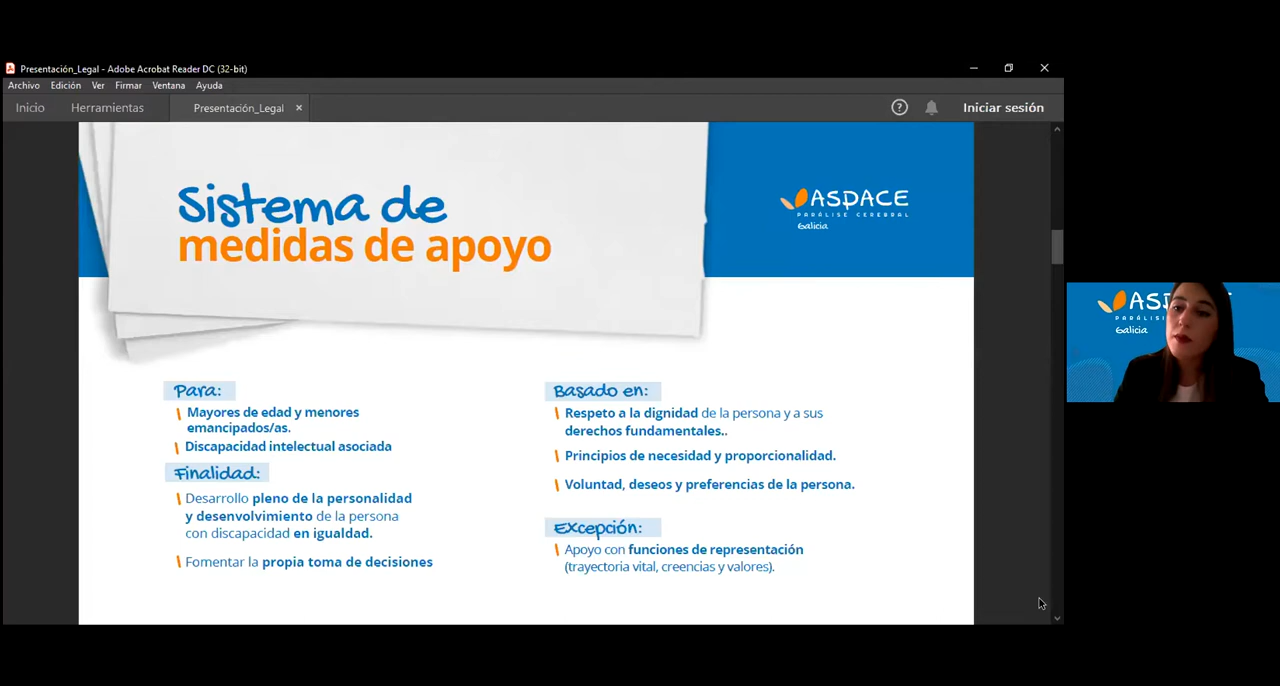 Presentación_Legal - Adobe Acrobat Reader DC (32-bit)
Archivo Edición Ver Firmar Ventana Ayuda
Inicio Herramientas Presentación_Legal × ? Iniciar sesión
Sistema de
medidas de apoyo
ASPACE
PARÁLISE CEREBRAL
Galicia
Para:
Mayores de edad y menores
emancipados/as.
Discapacidad intelectual asociada
Finalidad:
Desarrollo pleno de la personalidad
y desenvolvimiento de la persona
con discapacidad en igualdad.
Fomentar la propia toma de decisiones
Basado en:
Respeto a la dignidad de la persona y a sus
derechos fundamentales..
Principios de necesidad y proporcionalidad.
Voluntad, deseos y preferencias de la persona.
Excepción:
Apoyo con funciones de representación
(trayectoria vital, creencias y valores).
Galicia